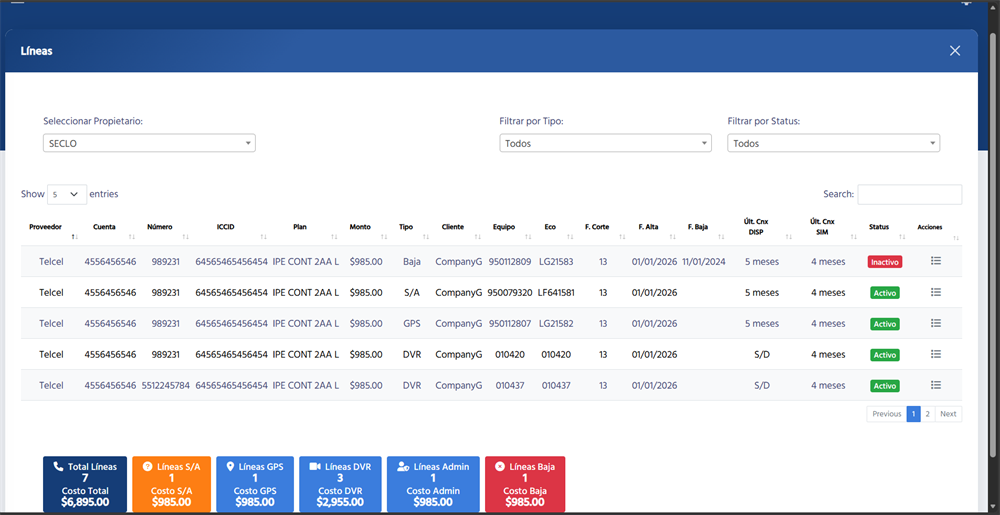 Líneas
Seleccionar Propietario: Filtrar por Tipo: Filtrar por Status:
SECLO Todos Todos
Show 5 entries Search:
Proveedor Cuenta Número ICCID Plan Monto Tipo Cliente Equipo Eco F. Corte F. Alta F. Baja Últ. Cnx DISP Últ. Cnx SIM Status Acciones
Telcel 4556456546 989231 64565465456454 IPE CONT 2AA L $985.00 Baja CompanyG 950112809 LG21583 13 01/01/2026 11/01/2024 5 meses 4 meses Inactivo
Telcel 4556456546 989231 64565465456454 IPE CONT 2AA L $985.00 S/A CompanyG 950079320 LF641581 13 01/01/2026 5 meses 4 meses Activo
Telcel 4556456546 989231 64565465456454 IPE CONT 2AA L $985.00 GPS CompanyG 950112807 LG21582 13 01/01/2026 5 meses 4 meses Activo
Telcel 4556456546 989231 64565465456454 IPE CONT 2AA L $985.00 DVR CompanyG 010420 010420 13 01/01/2026 S/D 4 meses Activo
Telcel 4556456546 5512245784 64565465456454 IPE CONT 2AA L $985.00 DVR CompanyG 010437 010437 13 01/01/2026 S/D 4 meses Activo
Previous 1 2 Next
Total Líneas Líneas S/A Líneas GPS Líneas DVR Líneas Admin Líneas Baja
7 1 1 3 1 1
Costo Total Costo S/A Costo GPS Costo DVR Costo Admin Costo Baja
$6,895.00 $985.00 $985.00 $2,955.00 $985.00 $985.00